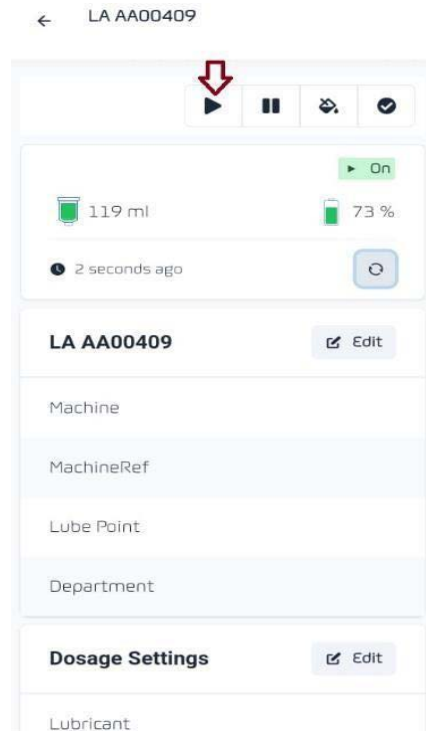 LA AA00409
On
119 ml
73 %
2 seconds ago
LA AA00409
Edit
Machine
MachineRef
Lube Point
Department
Dosage Settings
Edit
Lubricant